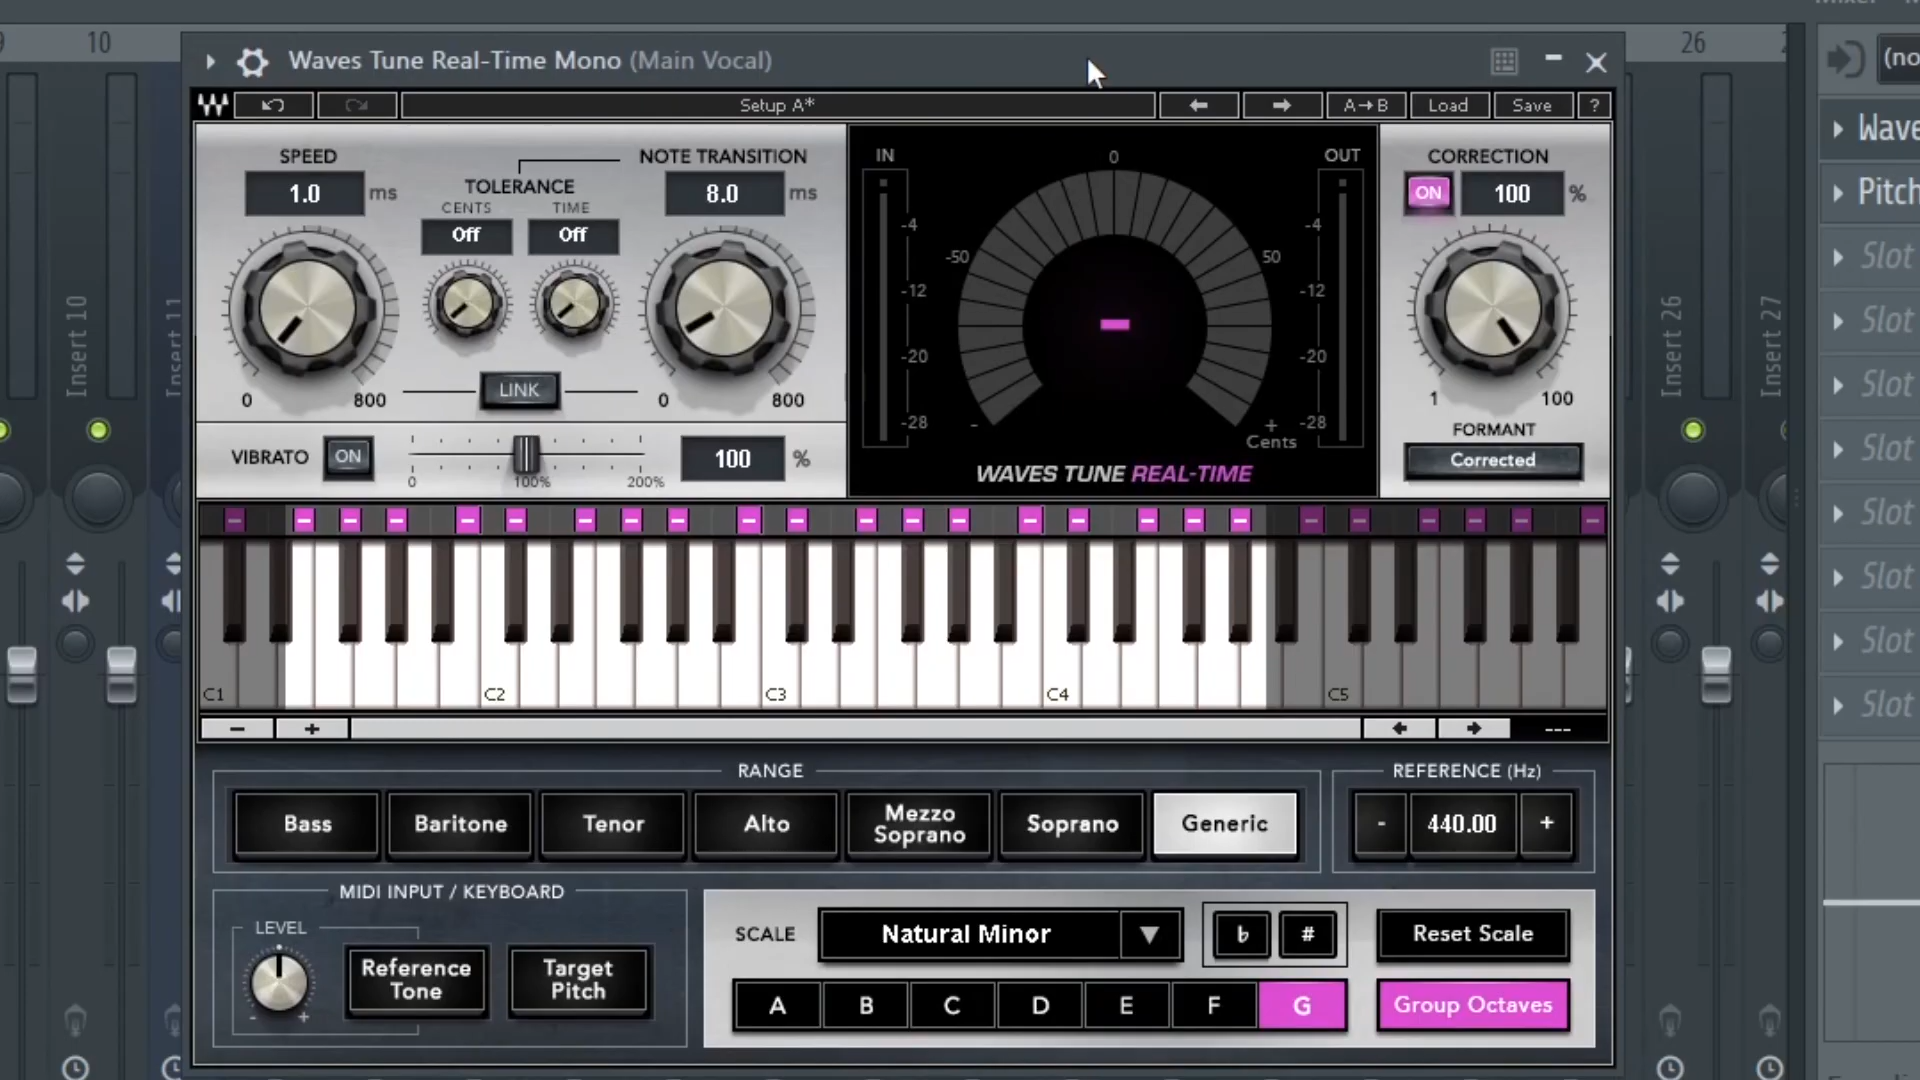 10
26
Waves Tune Real-Time Mono (Main Vocal)
(no
Setup A*
A→B
Load
Save
?
SPEED
1.0 ms
TOLERANCE
CENTS
TIME
Off
Off
NOTE TRANSITION
8.0 ms
0
800
LINK
0
800
VIBRATO
ON
0
100%
200%
100 %
IN
-4
-12
-20
-28
0
-50
50
-
+
Cents
OUT
-4
-12
-20
-28
WAVES TUNE REAL-TIME
CORRECTION
ON
100 %
1
100
FORMANT
Corrected
C1
C2
C3
C4
C5
-
+
---
RANGE
Bass
Baritone
Tenor
Alto
Mezzo
Soprano
Soprano
Generic
REFERENCE (Hz)
-
440.00
+
MIDI INPUT / KEYBOARD
LEVEL
-
+
Reference
Tone
Target
Pitch
SCALE
Natural Minor
b
#
Reset Scale
A
B
C
D
E
F
G
Group Octaves
Insert 10
Insert 11
Insert 26
Insert 27
Wave
Pitch
Slot
Slot
Slot
Slot
Slot
Slot
Slot
Slot